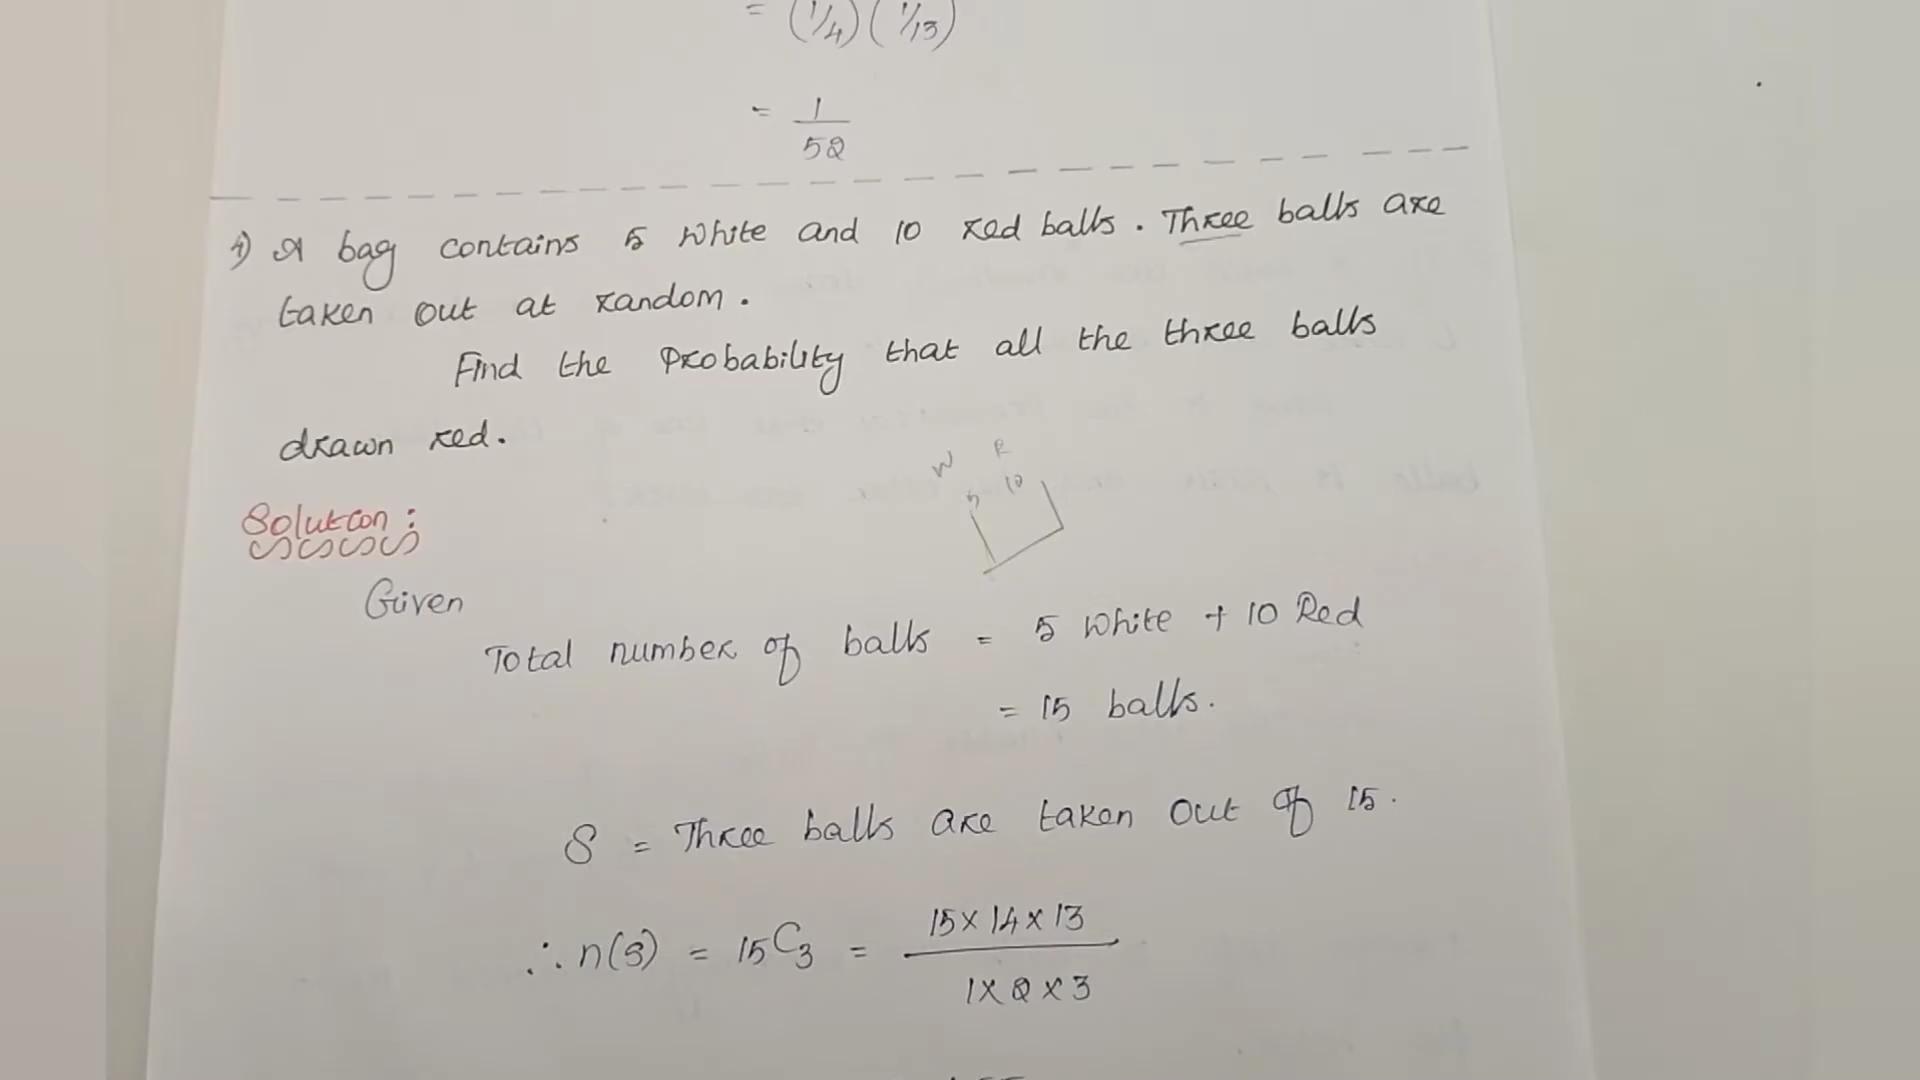 = (1/4) (1/13)
= 1/52
4) A bag contains 5 white and 10 red balls. Three balls are
taken out at random.
Find the Probability that all the three balls
drawn red.
W R
5 10
Solution:
Given
Total number of balls = 5 white + 10 Red
= 15 balls.
S = Three balls are taken out of 15.
∴ n(S) = 15C3 = 15×14×13 / 1×2×3